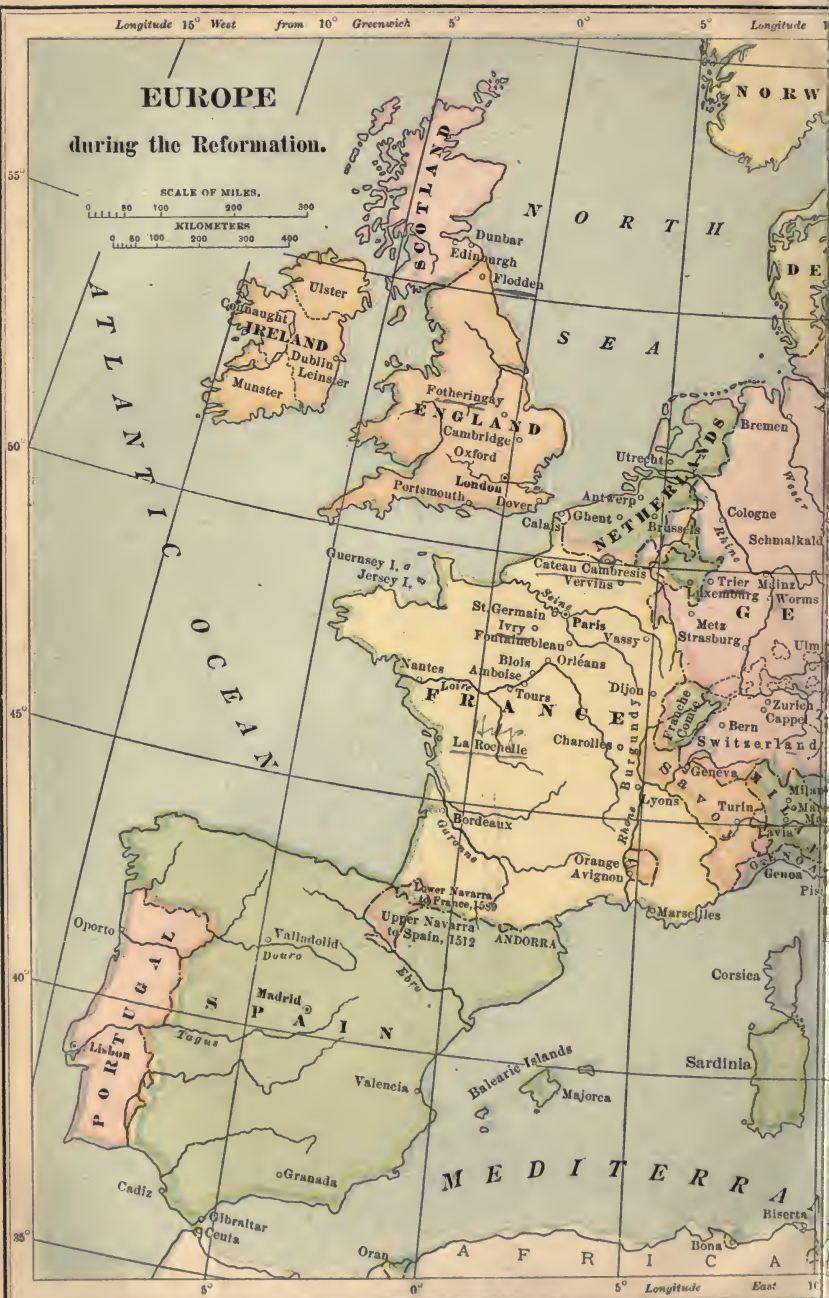 Longitude 15° West from 10° Greenwich 5° 0° 5° Longitude
EUROPE
during the Reformation.
SCALE OF MILES.
0 50 100 200 300
KILOMETERS
0 50 100 200 300 400
55°
50°
45°
40°
35°
ATLANTIC OCEAN
NORTH SEA
NORW
DE
SCOTLAND
Dunbar
Edinburgh
Flodden
Ulster
Connaught
IRELAND
Dublin
Leinster
Munster
Fotheringay
ENGLAND
Cambridge
Oxford
London
Portsmouth
Dover
Bremen
Weser
Utrecht
NETHERLANDS
Antwerp
Calais
Ghent
Brussels
Cologne
Rhine
Schmalkald
Guernsey I.
Jersey I.
Cateau Cambresis
Vervins
Trier
Mainz
Luxemburg
Worms
GE
Seine
St. Germain
Paris
Ivry
Vassy
Metz
Fontainebleau
Strasburg
Ulm
Blois
Orléans
Nantes
Amboise
Loire
Tours
Dijon
FRANCE
Franche Comté
Zurich
Cappel
Bern
Switzerland
La Rochelle
Charolles
Burgundy
Geneva
Savoy
Milan
Turin
Lyons
Pavia
Bordeaux
Garonne
Rhône
GENOA
Genoa
Pis
Orange
Avignon
Marseilles
Lower Navarra
to France, 1589
Upper Navarra
to Spain, 1512
ANDORRA
Oporto
Valladolid
Douro
Ebro
Corsica
PORTUGAL
SPAIN
Madrid
Tagus
Lisbon
Valencia
Balearic Islands
Majorca
Sardinia
Granada
MEDITERRA
Cadiz
Gibraltar
Ceuta
Oran
AFRICA
Bona
Biserta
5° 0° 5° Longitude East 10